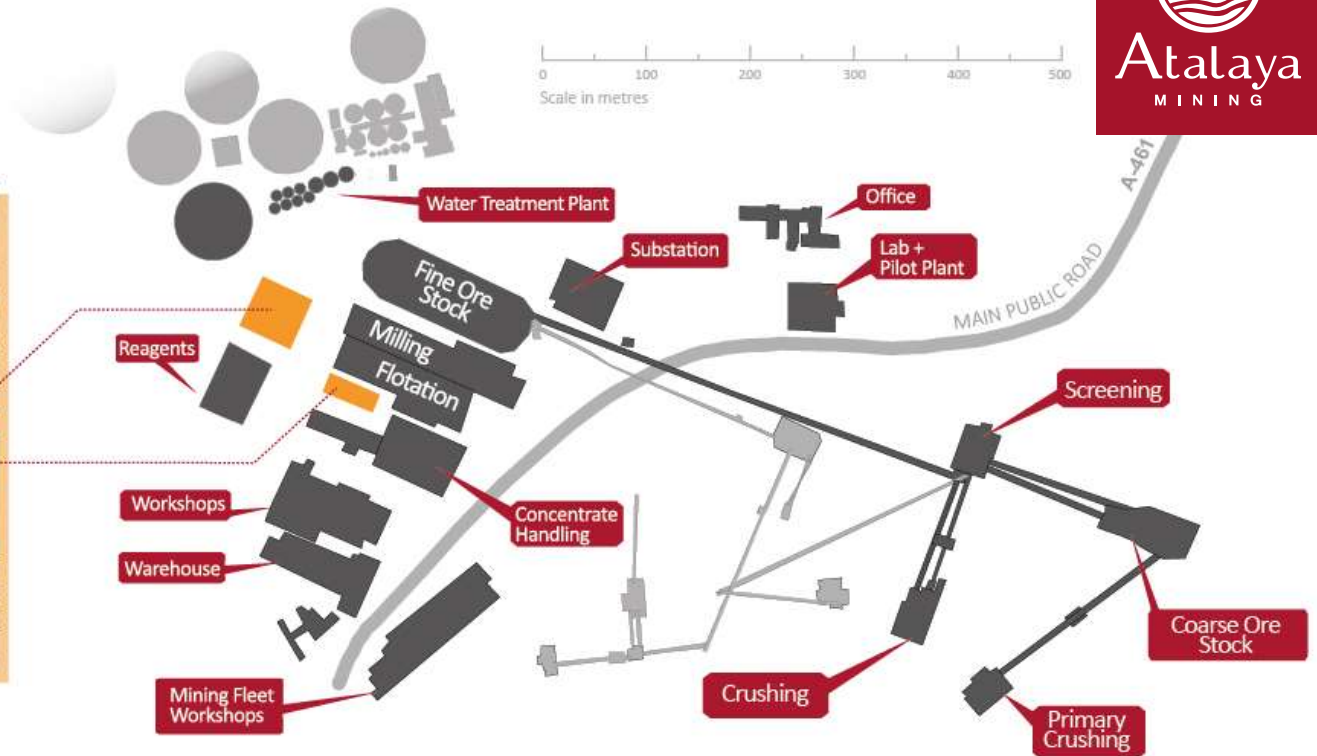 Atalaya
MINING
0 100 200 300 400 500
Scale in metres
A-461
MAIN PUBLIC ROAD
Water Treatment Plant
Office
Substation
Lab +
Pilot Plant
Fine Ore
Stock
Milling
Flotation
Reagents
Screening
Workshops
Concentrate
Handling
Warehouse
Coarse Ore
Stock
Mining Fleet
Workshops
Crushing
Primary
Crushing